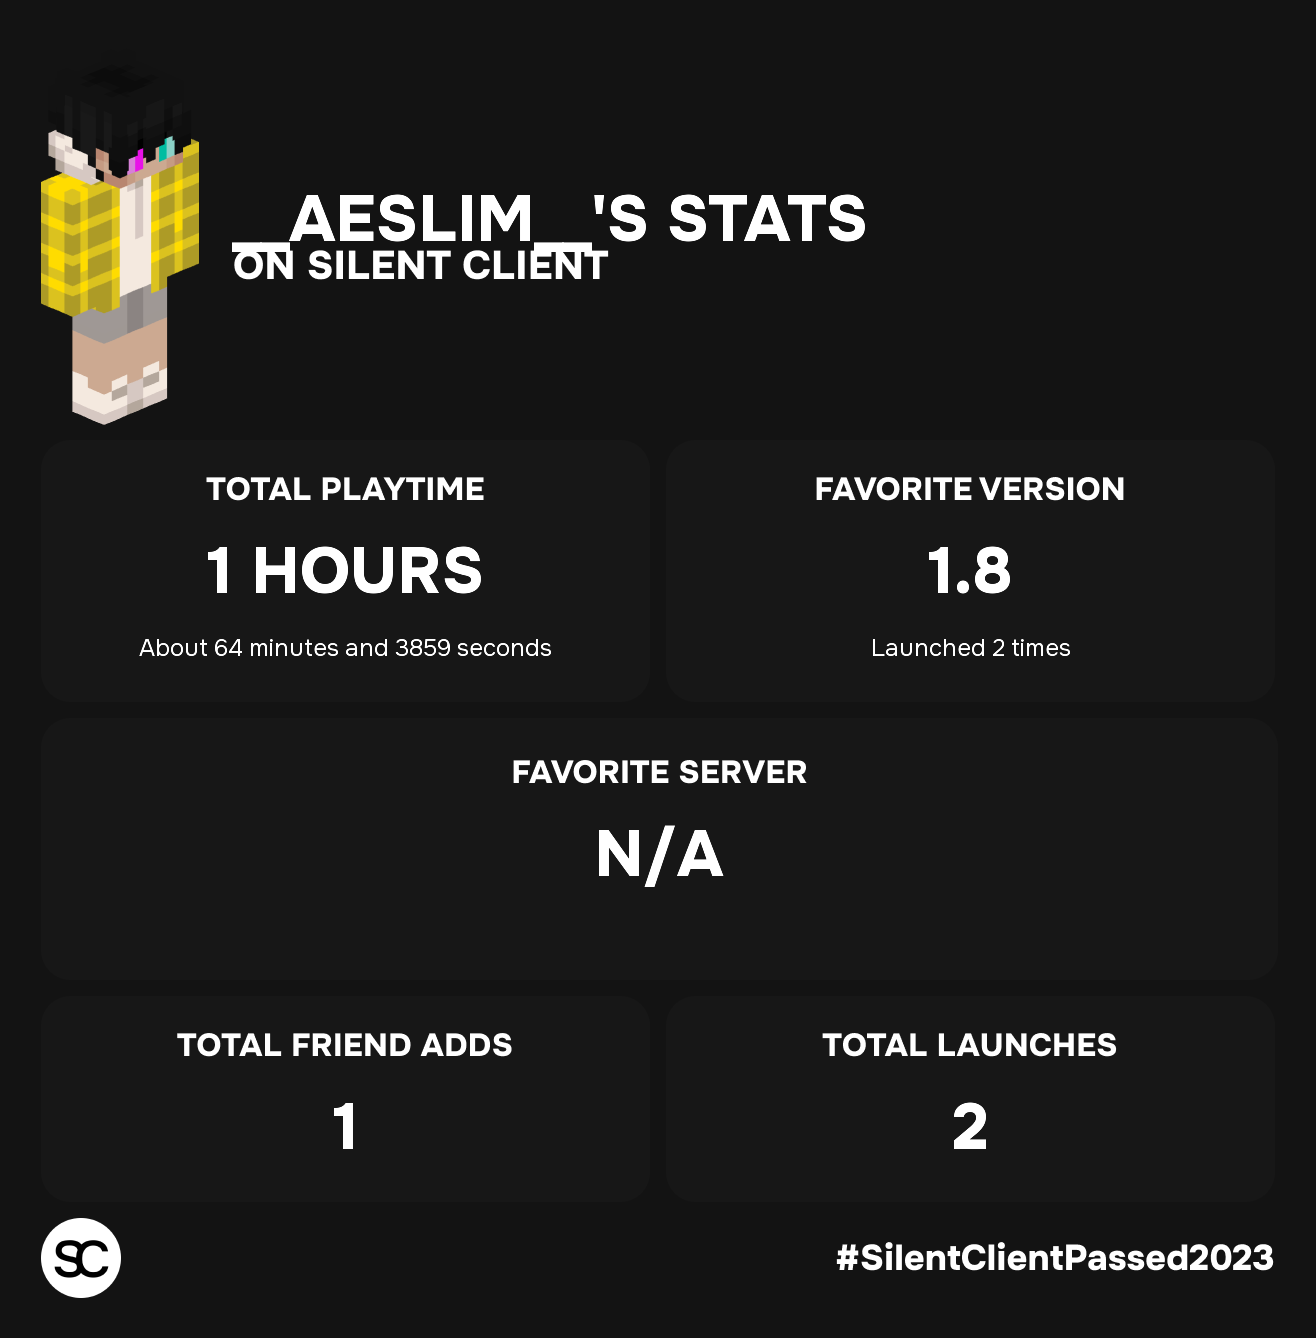 __AESLIM__'S STATS
ON SILENT CLIENT
TOTAL PLAYTIME
1 HOURS
About 64 minutes and 3859 seconds
FAVORITE VERSION
1.8
Launched 2 times
FAVORITE SERVER
N/A
TOTAL FRIEND ADDS
1
TOTAL LAUNCHES
2
SC
#SilentClientPassed2023